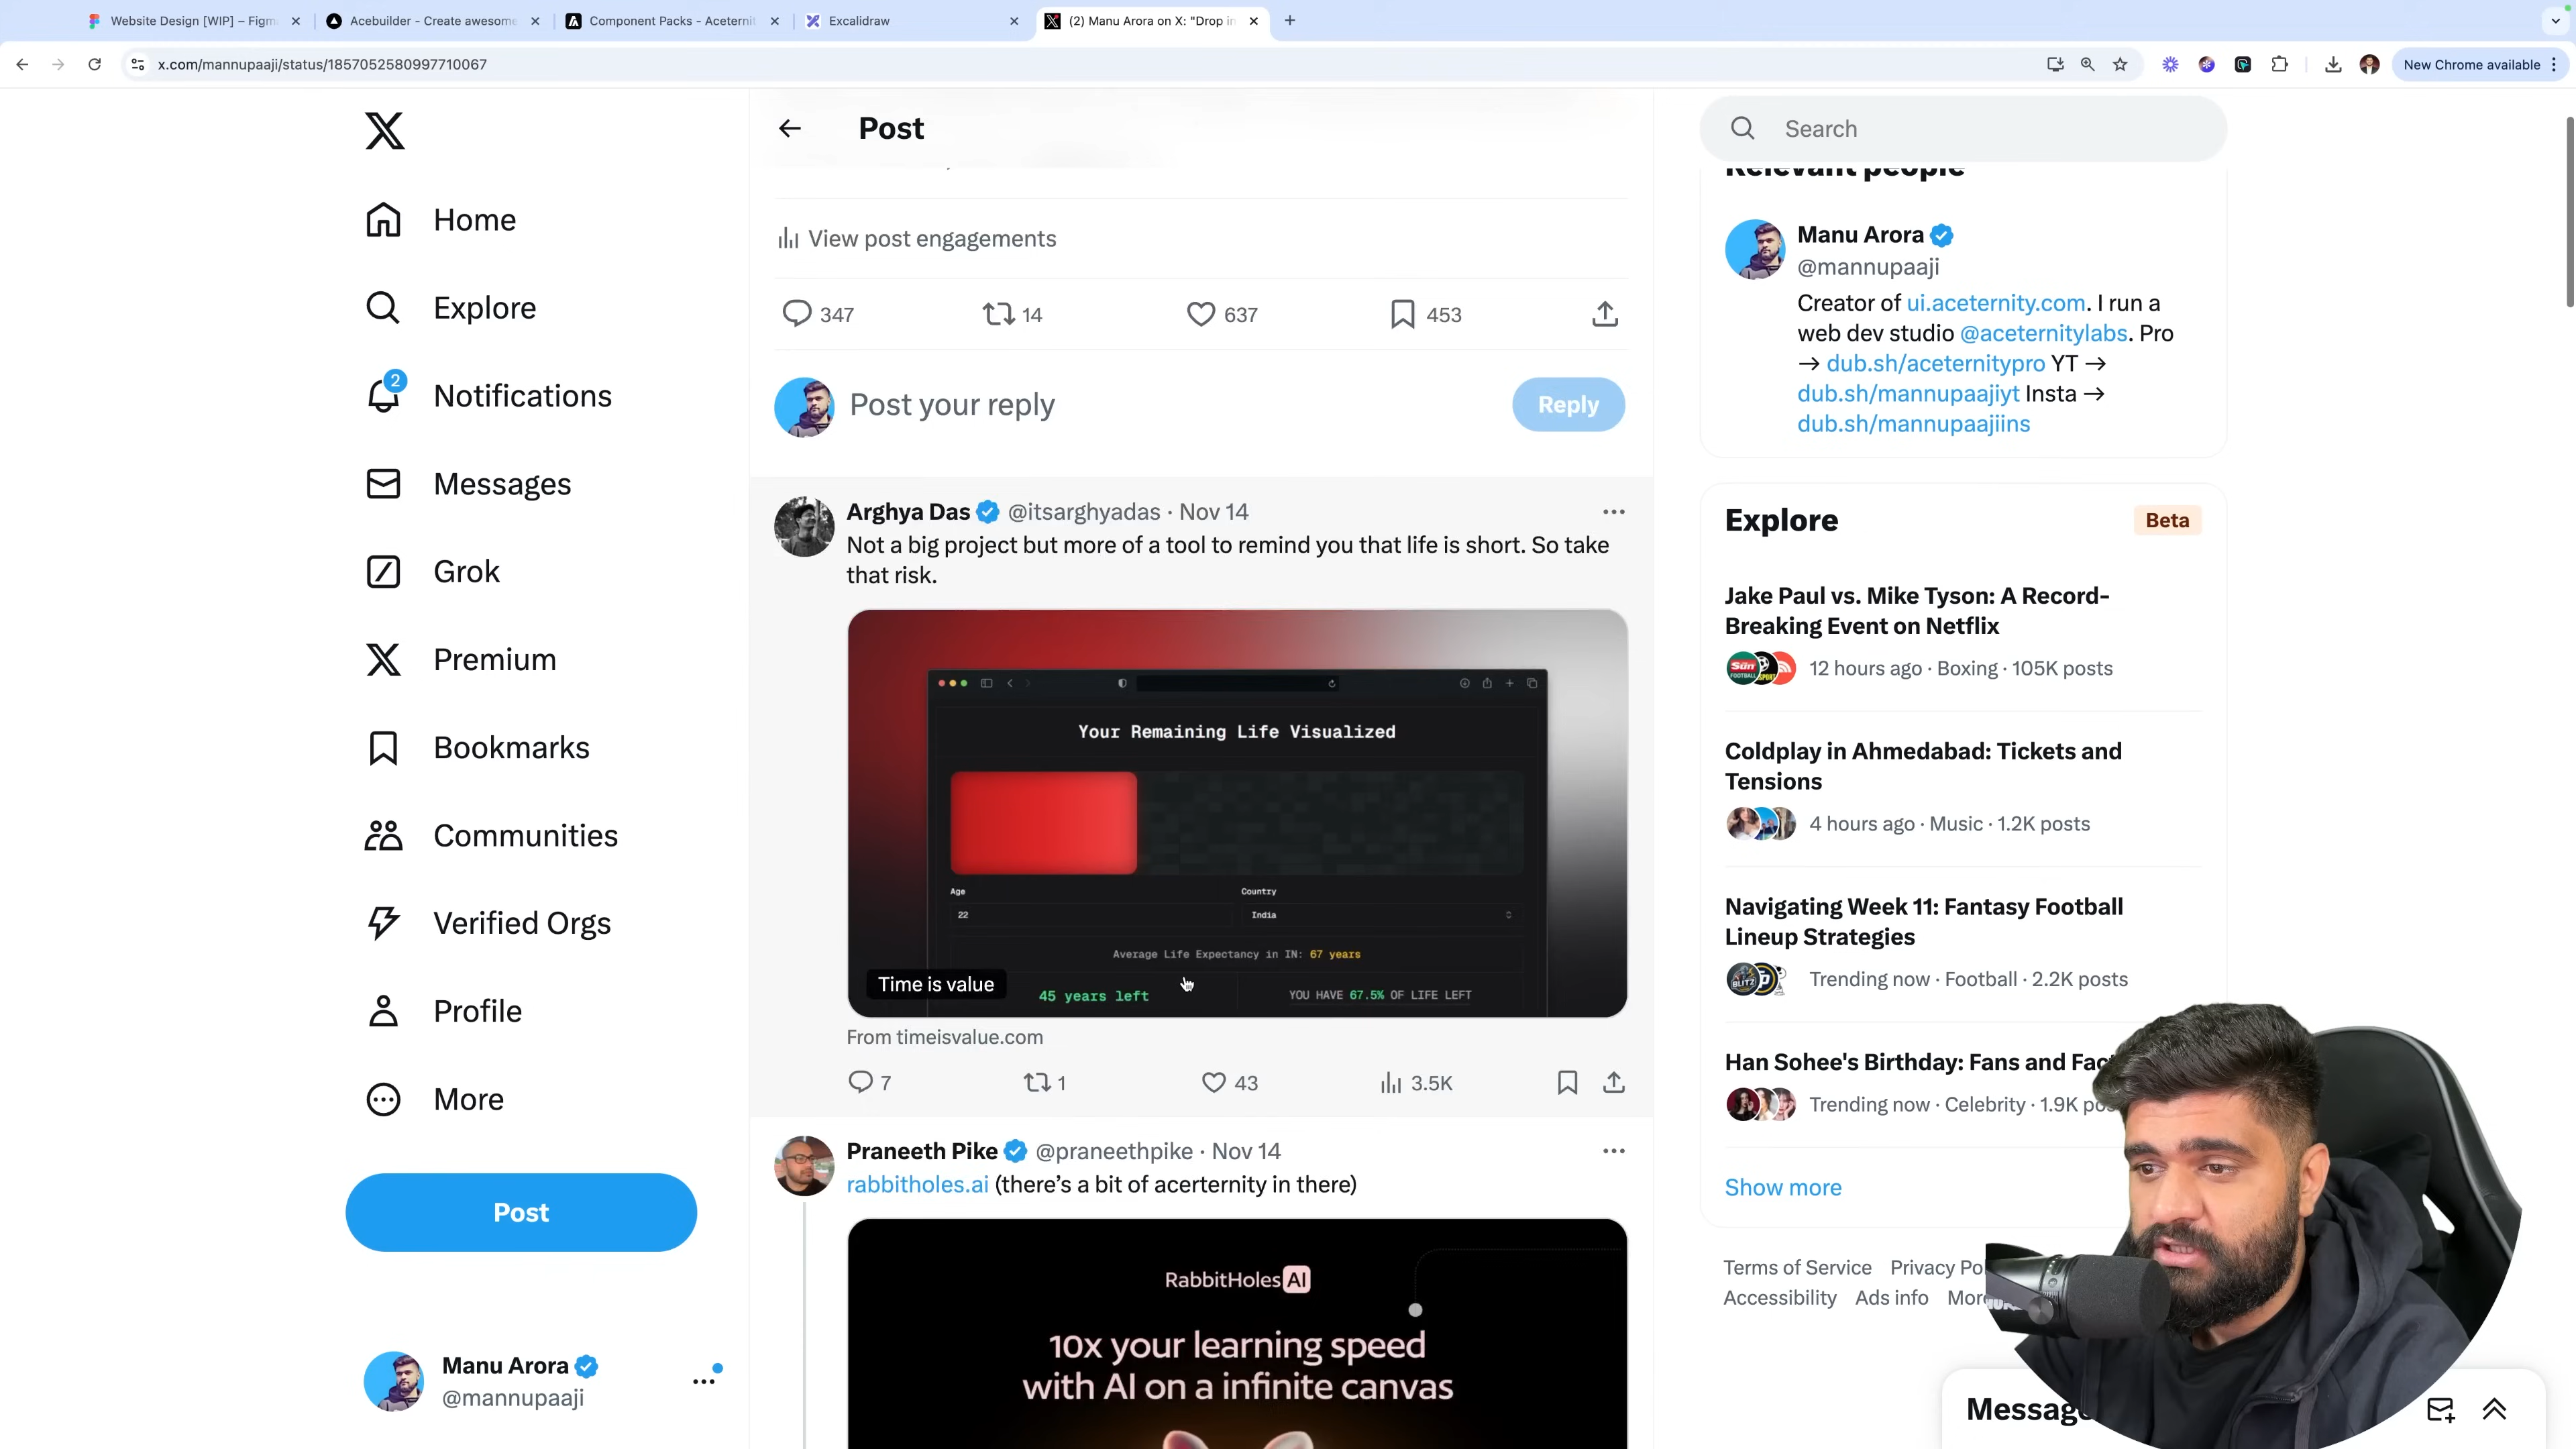 Website Design [WIP] – Figm
Acebuilder - Create awesome
Component Packs - Aceternit
Excalidraw
(2) Manu Arora on X: "Drop in
x.com/mannupaaji/status/1857052580997710067
New Chrome available
Home
Explore
2
Notifications
Messages
Grok
Premium
Bookmarks
Communities
Verified Orgs
Profile
More
Post
Manu Arora
@mannupaaji
Post
View post engagements
347
14
637
453
Post your reply
Reply
Arghya Das @itsarghyadas · Nov 14
Not a big project but more of a tool to remind you that life is short. So take
that risk.
Your Remaining Life Visualized
Age
Country
22
India
Average Life Expectancy in IN: 67 years
Time is value
45 years left
YOU HAVE 67.5% OF LIFE LEFT
From timeisvalue.com
7
1
43
3.5K
Praneeth Pike @praneethpike · Nov 14
rabbitholes.ai (there's a bit of acerternity in there)
RabbitHoles AI
10x your learning speed
with AI on a infinite canvas
Search
Relevant people
Manu Arora
@mannupaaji
Creator of ui.aceternity.com. I run a
web dev studio @aceternitylabs. Pro
→ dub.sh/aceternitypro YT →
dub.sh/mannupaajiyt Insta →
dub.sh/mannupaajiins
Explore
Beta
Jake Paul vs. Mike Tyson: A Record-
Breaking Event on Netflix
12 hours ago · Boxing · 105K posts
Coldplay in Ahmedabad: Tickets and
Tensions
4 hours ago · Music · 1.2K posts
Navigating Week 11: Fantasy Football
Lineup Strategies
Trending now · Football · 2.2K posts
Han Sohee's Birthday: Fans and Fac
Trending now · Celebrity · 1.9K po
Show more
Terms of Service Privacy Po
Accessibility Ads info More
Message